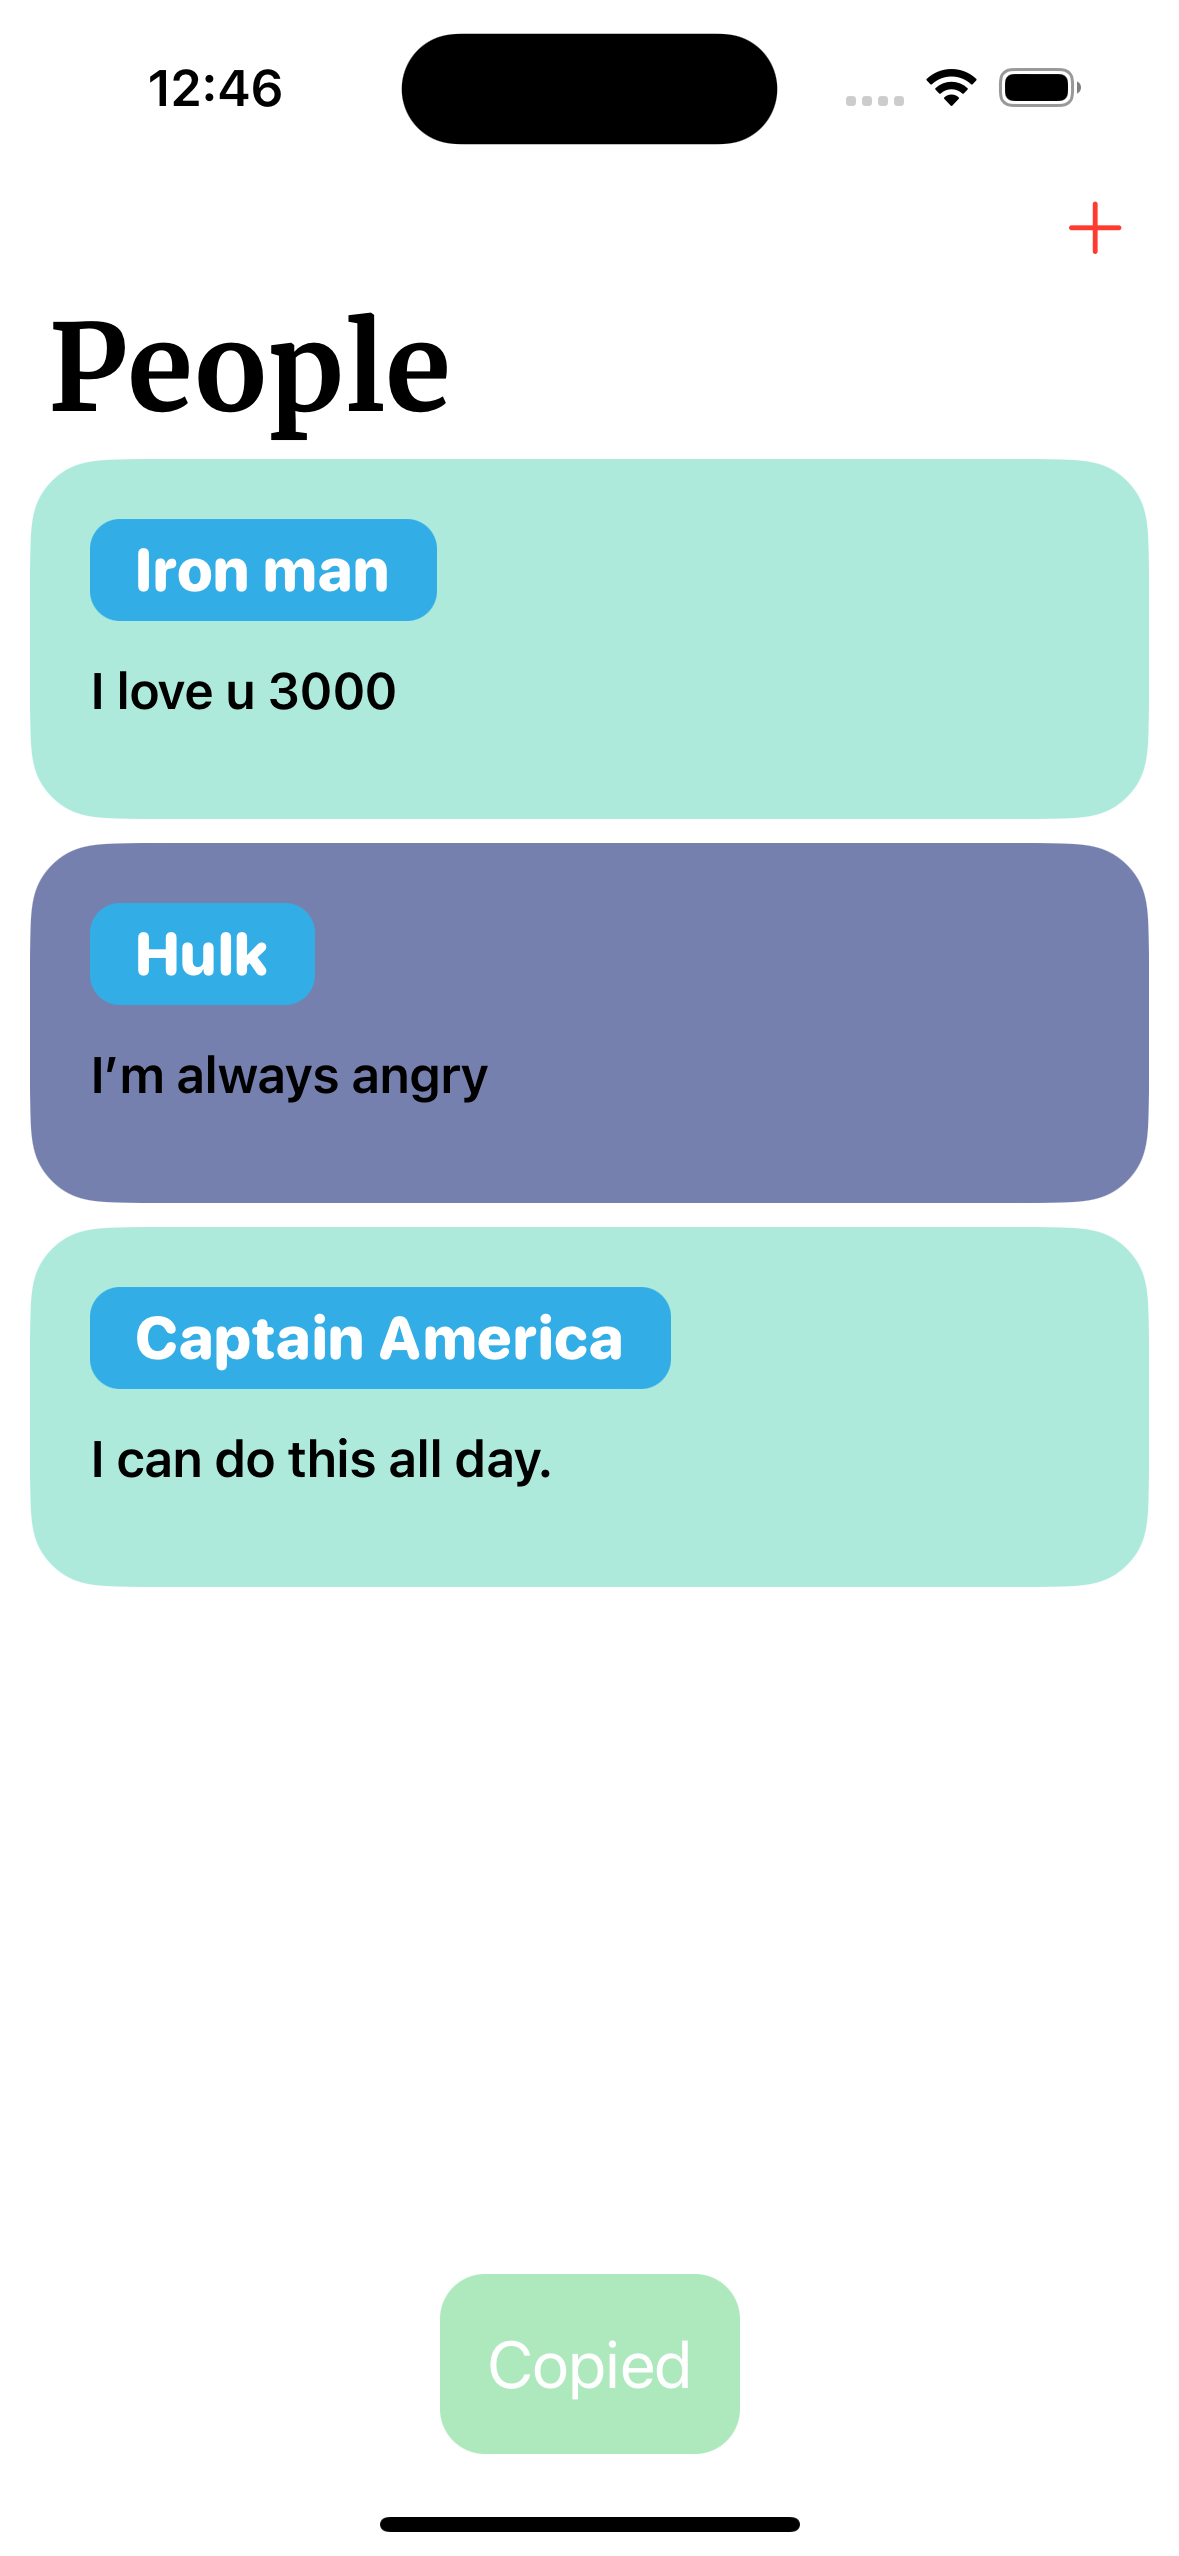 12:46
People
Iron man
I love u 3000
Hulk
I’m always angry
Captain America
I can do this all day.
Copied